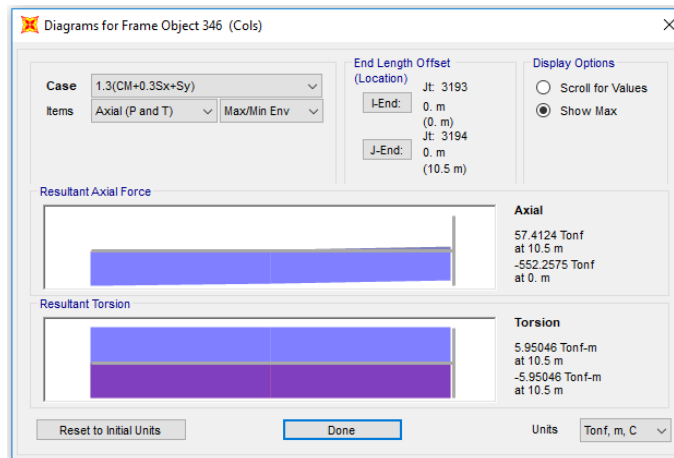 Diagrams for Frame Object 346 (Cols)
Case 1.3(CM+0.3Sx+Sy)
Items Axial (P and T) Max/Min Env
End Length Offset
(Location)
I-End:
Jt: 3193
0. m
(0. m)
J-End:
Jt: 3194
0. m
(10.5 m)
Display Options
Scroll for Values
Show Max
Resultant Axial Force
Axial
57.4124 Tonf
at 10.5 m
-552.2575 Tonf
at 0. m
Resultant Torsion
Torsion
5.95046 Tonf-m
at 10.5 m
-5.95046 Tonf-m
at 10.5 m
Reset to Initial Units
Done
Units Tonf, m, C